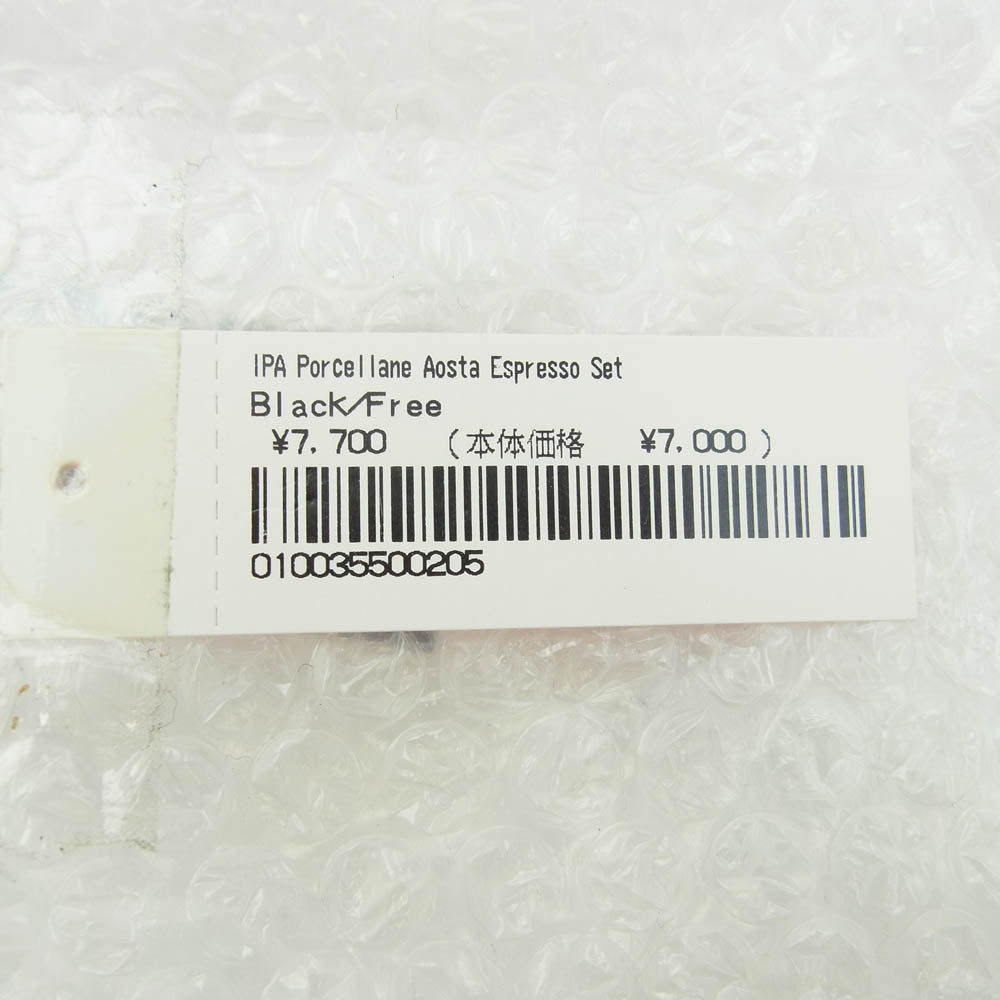 IPA Porcellane Aosta Espresso Set
Black/Free
¥7,700 (本体価格 ¥7,000)
010035500205